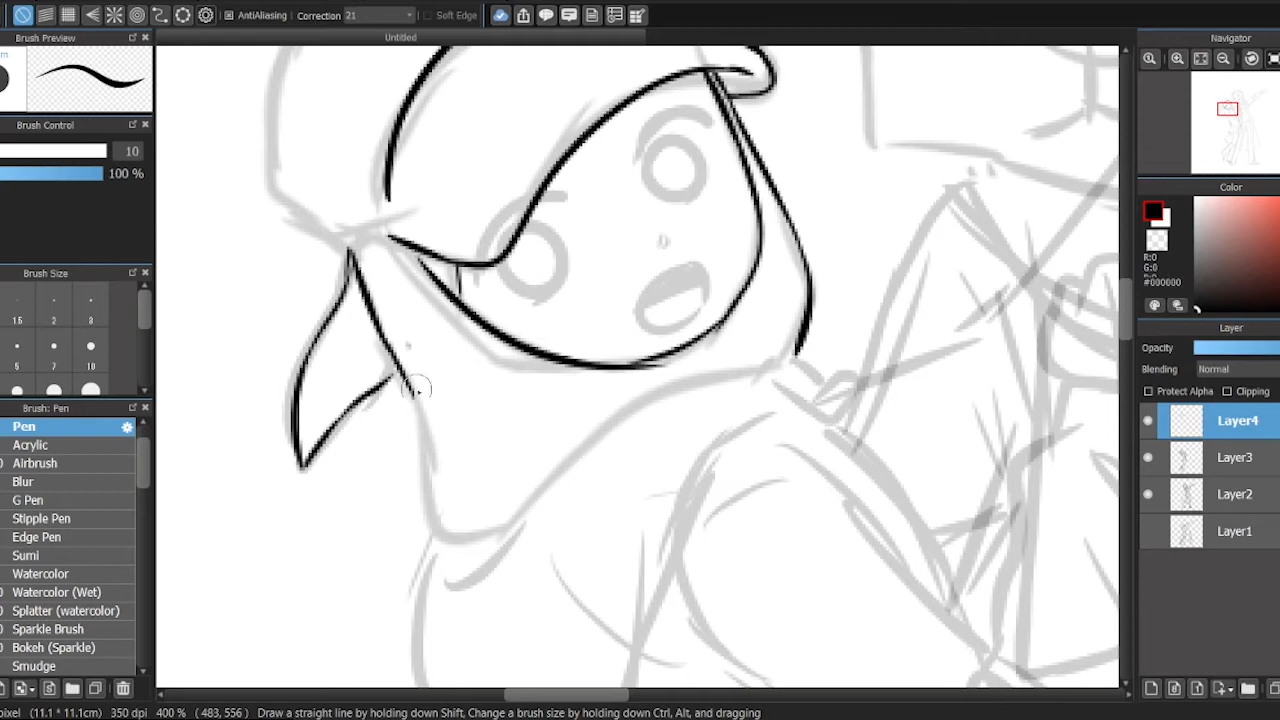 AntiAliasing Correction 21 Soft Edge
Brush Preview
Untitled
Navigator
Brush Control
10
100 %
Color
R:0
G:0
B:0
#000000
Brush Size
1.5 2 3
5 7 10
Layer
Opacity
Blending Normal
Protect Alpha Clipping
Brush: Pen
Pen
Acrylic
Airbrush
Blur
G Pen
Stipple Pen
Edge Pen
Sumi
Watercolor
Watercolor (Wet)
Splatter (watercolor)
Sparkle Brush
Bokeh (Sparkle)
Smudge
Layer4
Layer3
Layer2
Layer1
pixel (11.1 * 11.1cm) 350 dpi 400 % ( 483, 556 ) Draw a straight line by holding down Shift, Change a brush size by holding down Ctrl, Alt, and dragging